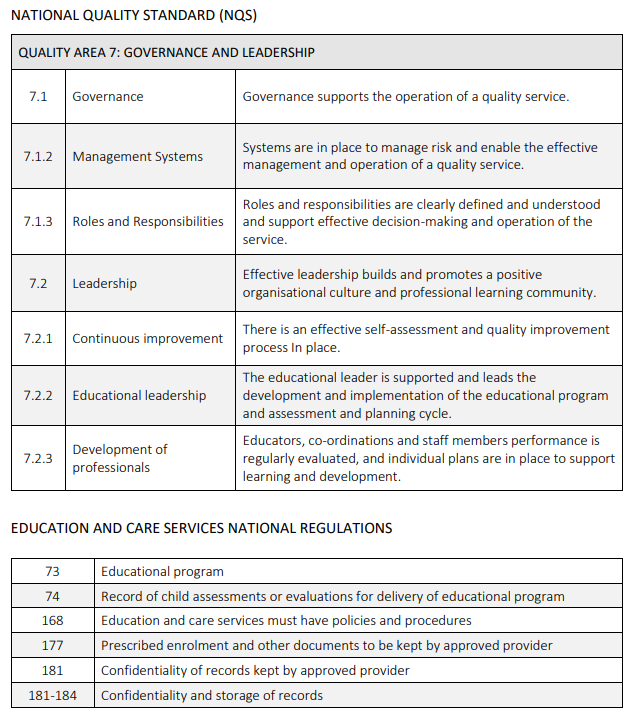 NATIONAL QUALITY STANDARD (NQS)
QUALITY AREA 7: GOVERNANCE AND LEADERSHIP
7.1 Governance Governance supports the operation of a quality service.
7.1.2 Management Systems Systems are in place to manage risk and enable the effective
management and operation of a quality service.
7.1.3 Roles and Responsibilities Roles and responsibilities are clearly defined and understood
and support effective decision-making and operation of the
service.
7.2 Leadership Effective leadership builds and promotes a positive
organisational culture and professional learning community.
7.2.1 Continuous improvement There is an effective self-assessment and quality improvement
process In place.
7.2.2 Educational leadership The educational leader is supported and leads the
development and implementation of the educational program
and assessment and planning cycle.
7.2.3 Development of
professionals Educators, co-ordinations and staff members performance is
regularly evaluated, and individual plans are in place to support
learning and development.
EDUCATION AND CARE SERVICES NATIONAL REGULATIONS
73 Educational program
74 Record of child assessments or evaluations for delivery of educational program
168 Education and care services must have policies and procedures
177 Prescribed enrolment and other documents to be kept by approved provider
181 Confidentiality of records kept by approved provider
181-184 Confidentiality and storage of records